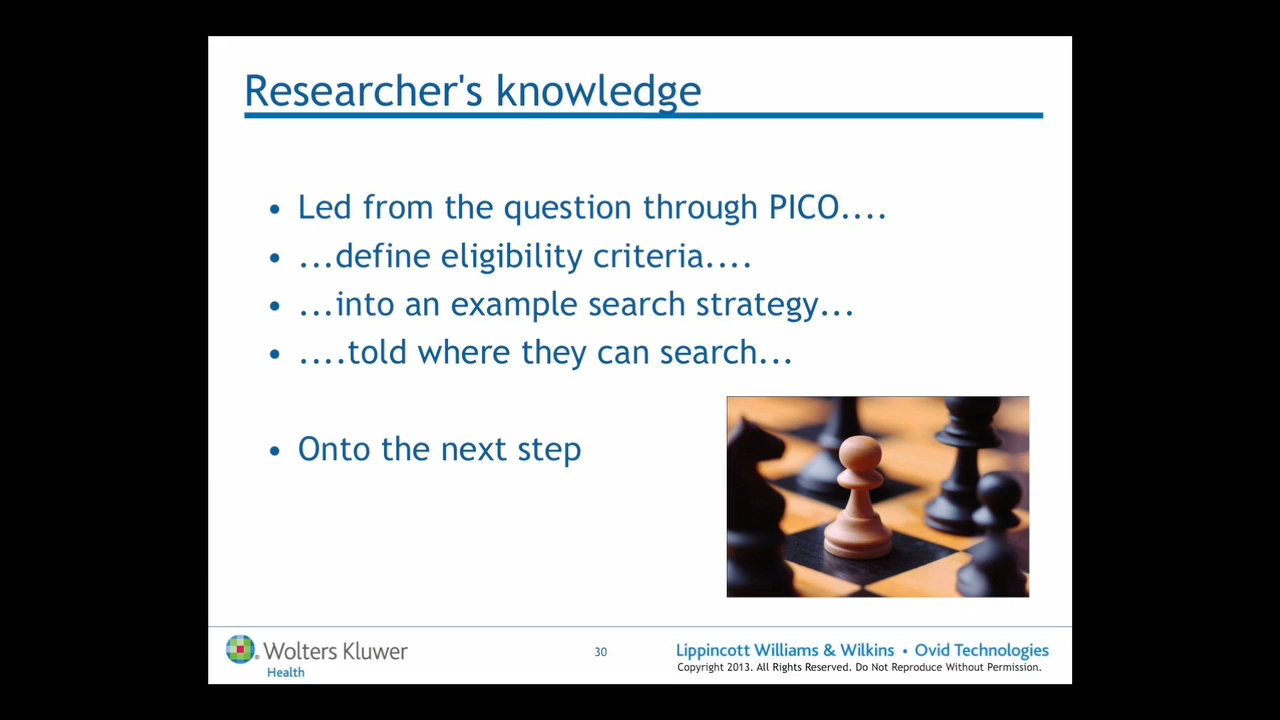 Researcher's knowledge
• Led from the question through PICO....
• ...define eligibility criteria....
• ...into an example search strategy...
• ....told where they can search...
• Onto the next step
Wolters Kluwer
Health
30
Lippincott Williams & Wilkins • Ovid Technologies
Copyright 2013. All Rights Reserved. Do Not Reproduce Without Permission.